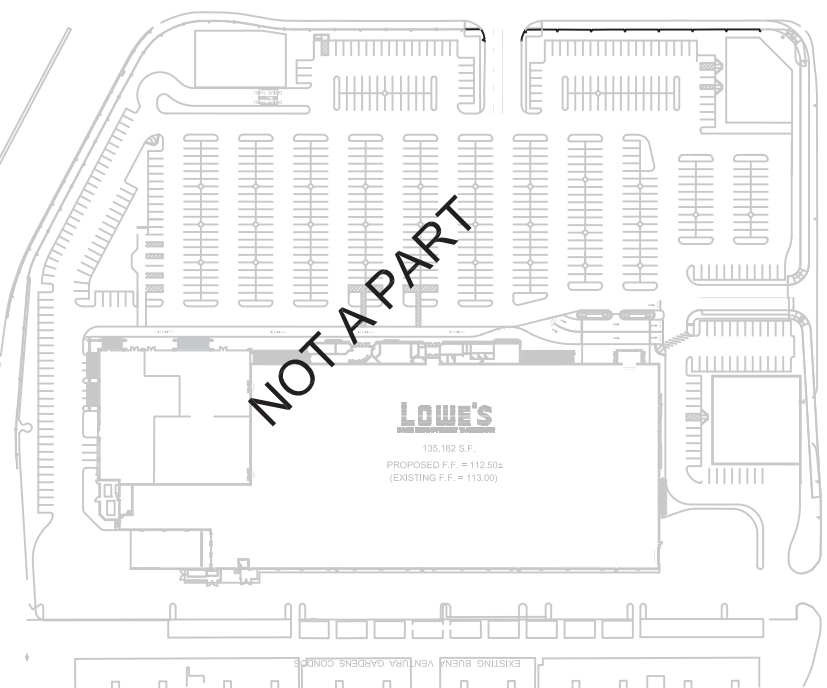 NOT A PART
LOWE'S
135,162 S.F.
PROPOSED F.F. = 112.50±
(EXISTING F.F. = 113.00)
EXISTING BUENA VENTURA GARDENS CONDOS